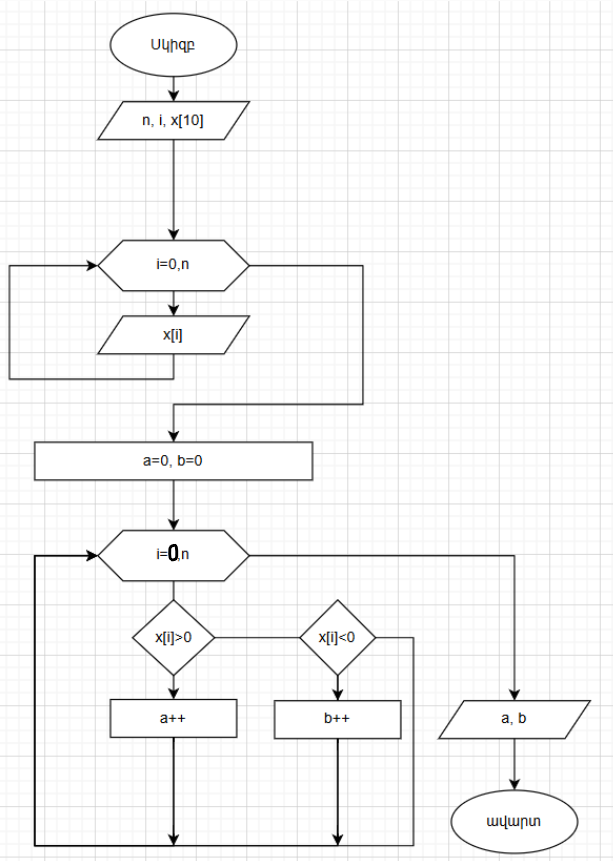 Սկիզբ
n, i, x[10]
i=0,n
x[i]
a=0, b=0
i=0,n
x[i]>0
x[i]<0
a++
b++
a, b
ավարտ